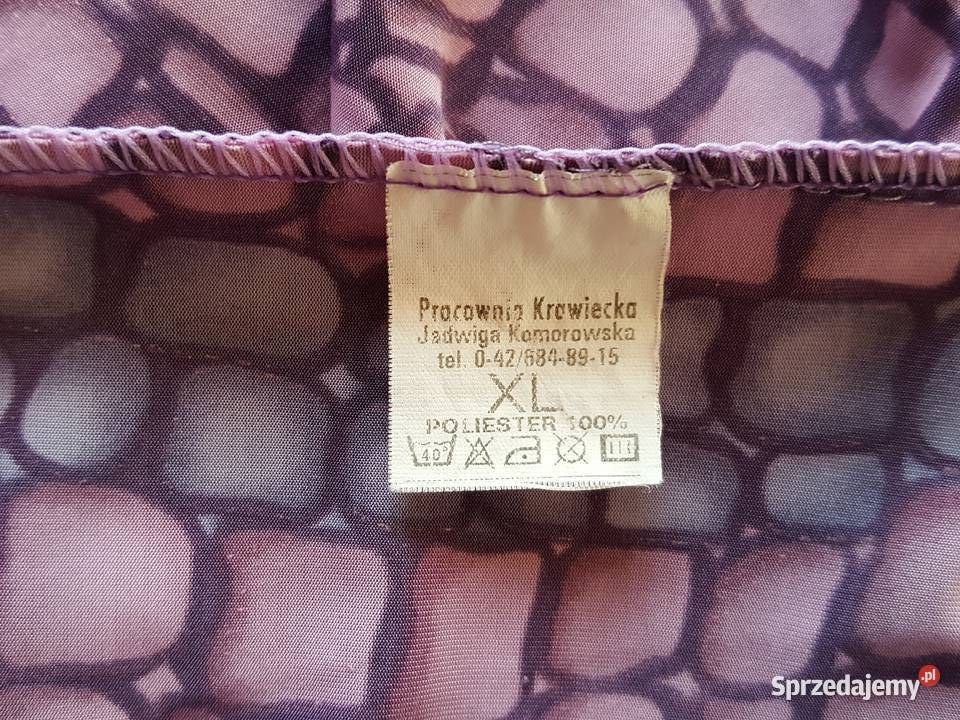 Pracownia Krawiecka
Jadwiga Komorowska
tel. 0-42/684-89-15
XL
POLIESTER 100%
40°
Sprzedajemy.pl